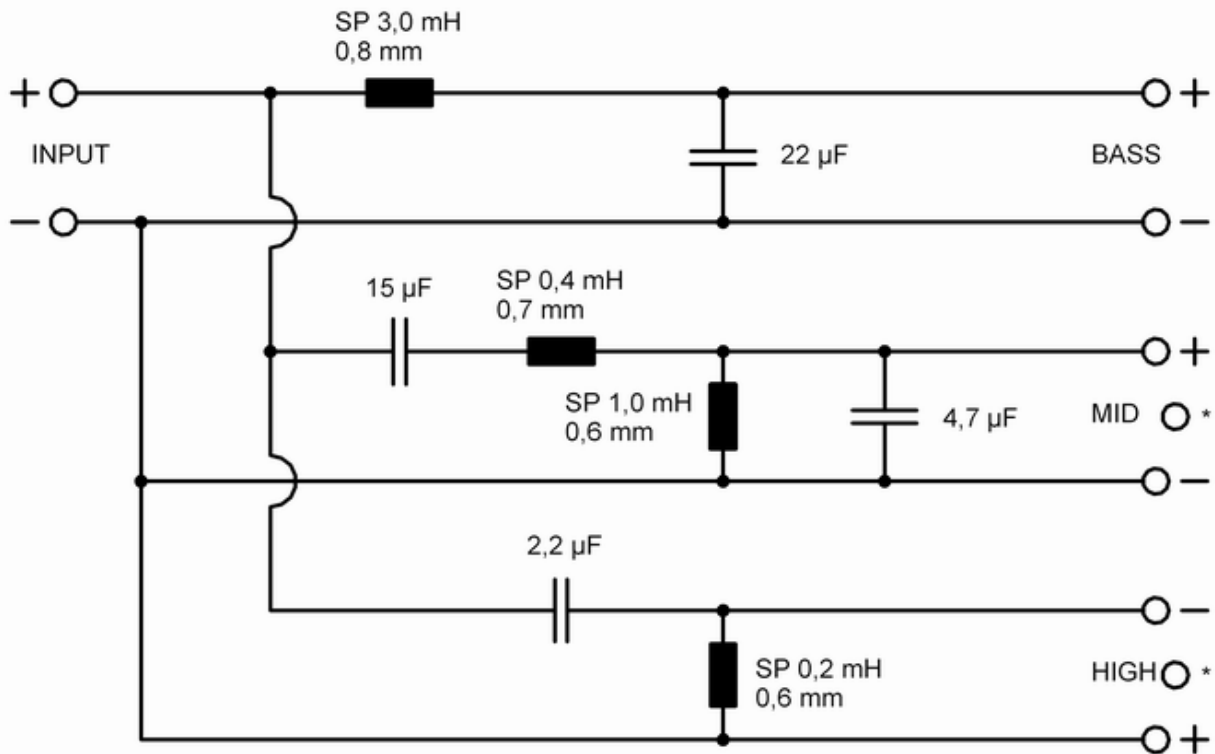 SP 3,0 mH
0,8 mm
+
+
INPUT
22 µF
BASS
−
−
15 µF
SP 0,4 mH
0,7 mm
+
SP 1,0 mH
0,6 mm
4,7 µF
MID
*
−
2,2 µF
−
SP 0,2 mH
0,6 mm
HIGH
*
+